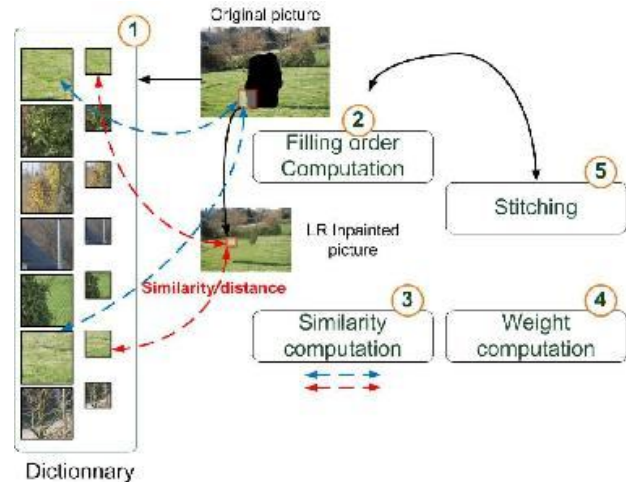 Original picture
1
2
Filling order
Computation
5
Stitching
LR Inpainted
picture
Similarity/distance
3
Similarity
computation
4
Weight
computation
Dictionnary